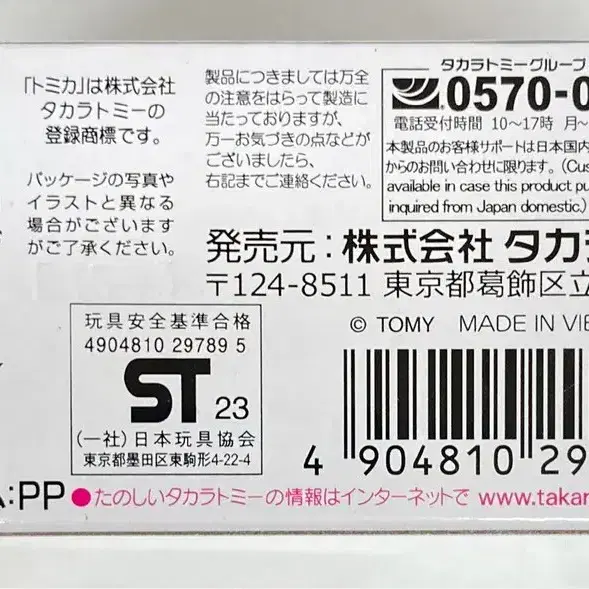 「トミカ」は株式会社
タカラトミーの
登録商標です。
パッケージの写真や
イラストと異なる
場合がございます
がご了承ください。
製品につきましては万全
の注意をはらって製造に
当たっておりますが、
万一お気づきの点などが
ございましたら、
右記までご連絡ください。
タカラトミーグループ
0570-0
電話受付時間 10〜17時 月〜
本製品のお客様サポートは日本国内
からのお問い合わせに限ります。(Cus
available in case this product pu
inquired from Japan domestic.)
発売元:株式会社 タカ
〒124-8511 東京都葛飾区立
© TOMY MADE IN VIE
玩具安全基準合格
4904810 29789 5
ST 23
(一社)日本玩具協会
東京都墨田区東駒形4-22-4
4 904810 29
:PP
●たのしいタカラトミーの情報はインターネットで www.takar